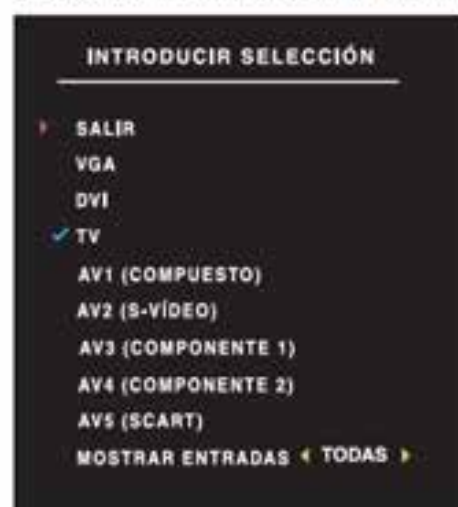 INTRODUCIR SELECCIÓN
SALIR
VGA
DVI
TV
AV1 (COMPUESTO)
AV2 (S-VÍDEO)
AV3 (COMPONENTE 1)
AV4 (COMPONENTE 2)
AV5 (SCART)
MOSTRAR ENTRADAS TODAS